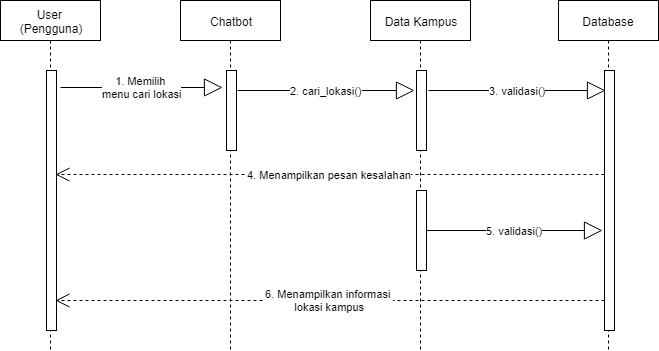 User
(Pengguna)
Chatbot
Data Kampus
Database
1. Memilih
menu cari lokasi
2. cari_lokasi()
3. validasi()
4. Menampilkan pesan kesalahan
5. validasi()
6. Menampilkan informasi
lokasi kampus